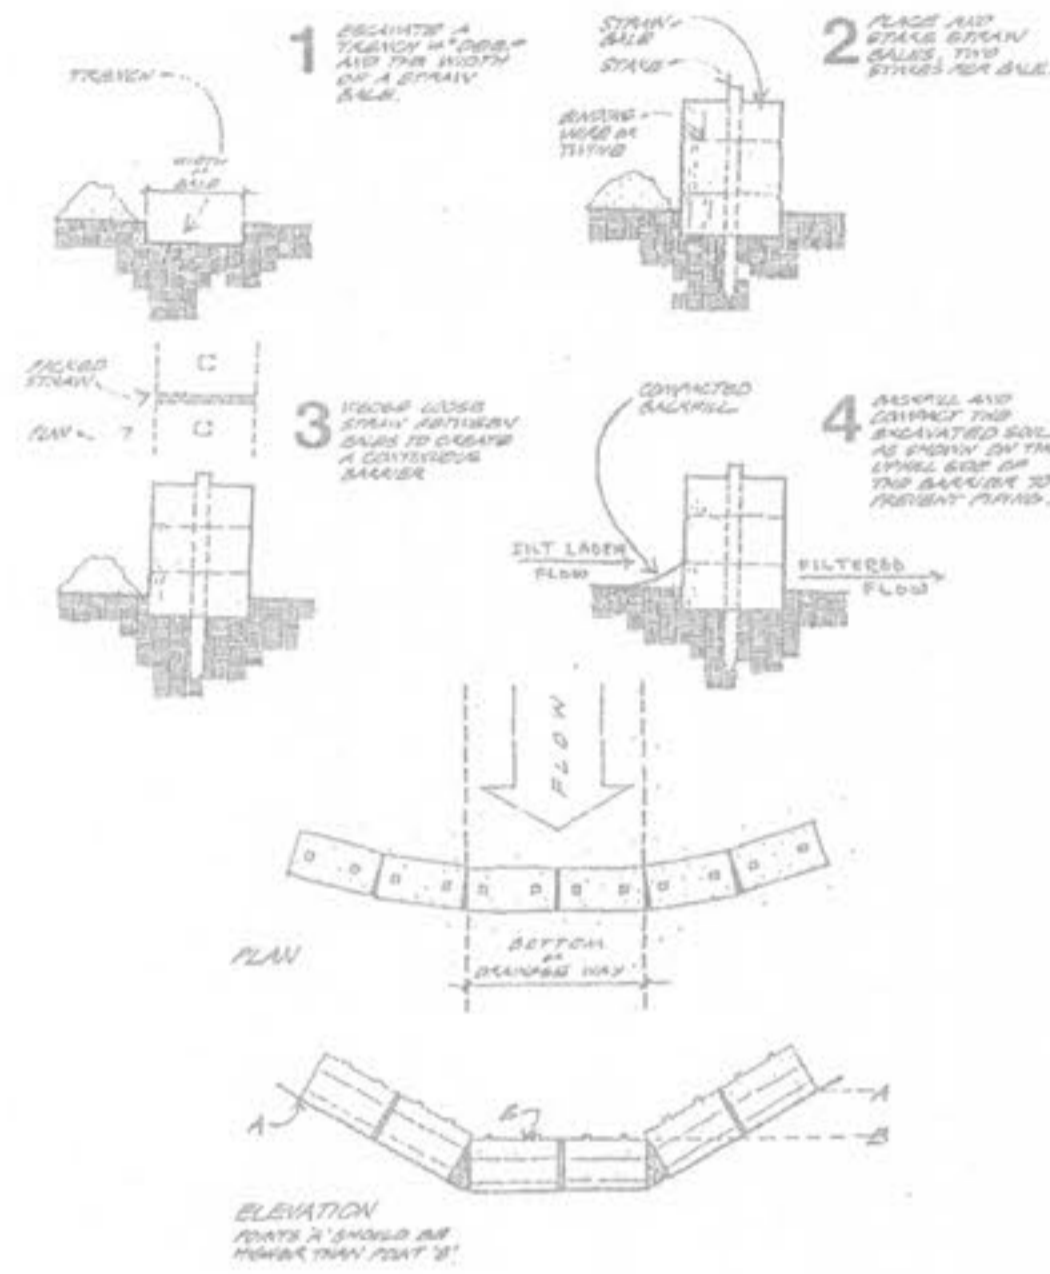 1
EXCAVATE A
TRENCH 4" DEEP
AND THE WIDTH
OF A STRAW
BALE.
TRENCH
WIDTH
OF
BALE
2
PLACE AND
STAKE STRAW
BALES, TWO
STAKES PER BALE.
STRAW
BALE
STAKE
BINDING
WIRE OR
TWINE
PACKED
STRAW
PLAN
3
WEDGE LOOSE
STRAW BETWEEN
BALES TO CREATE
A CONTINUOUS
BARRIER
COMPACTED
BACKFILL
4
BACKFILL AND
COMPACT THE
EXCAVATED SOIL
AS SHOWN ON THE
UPHILL SIDE OF
THE BARRIER TO
PREVENT PIPING.
SILT LADEN
FLOW
FILTERED
FLOW
FLOW
PLAN
BOTTOM
OF
DRAINAGE WAY
A
B
A
B
ELEVATION
POINTS 'A' SHOULD BE
HIGHER THAN POINT 'B'